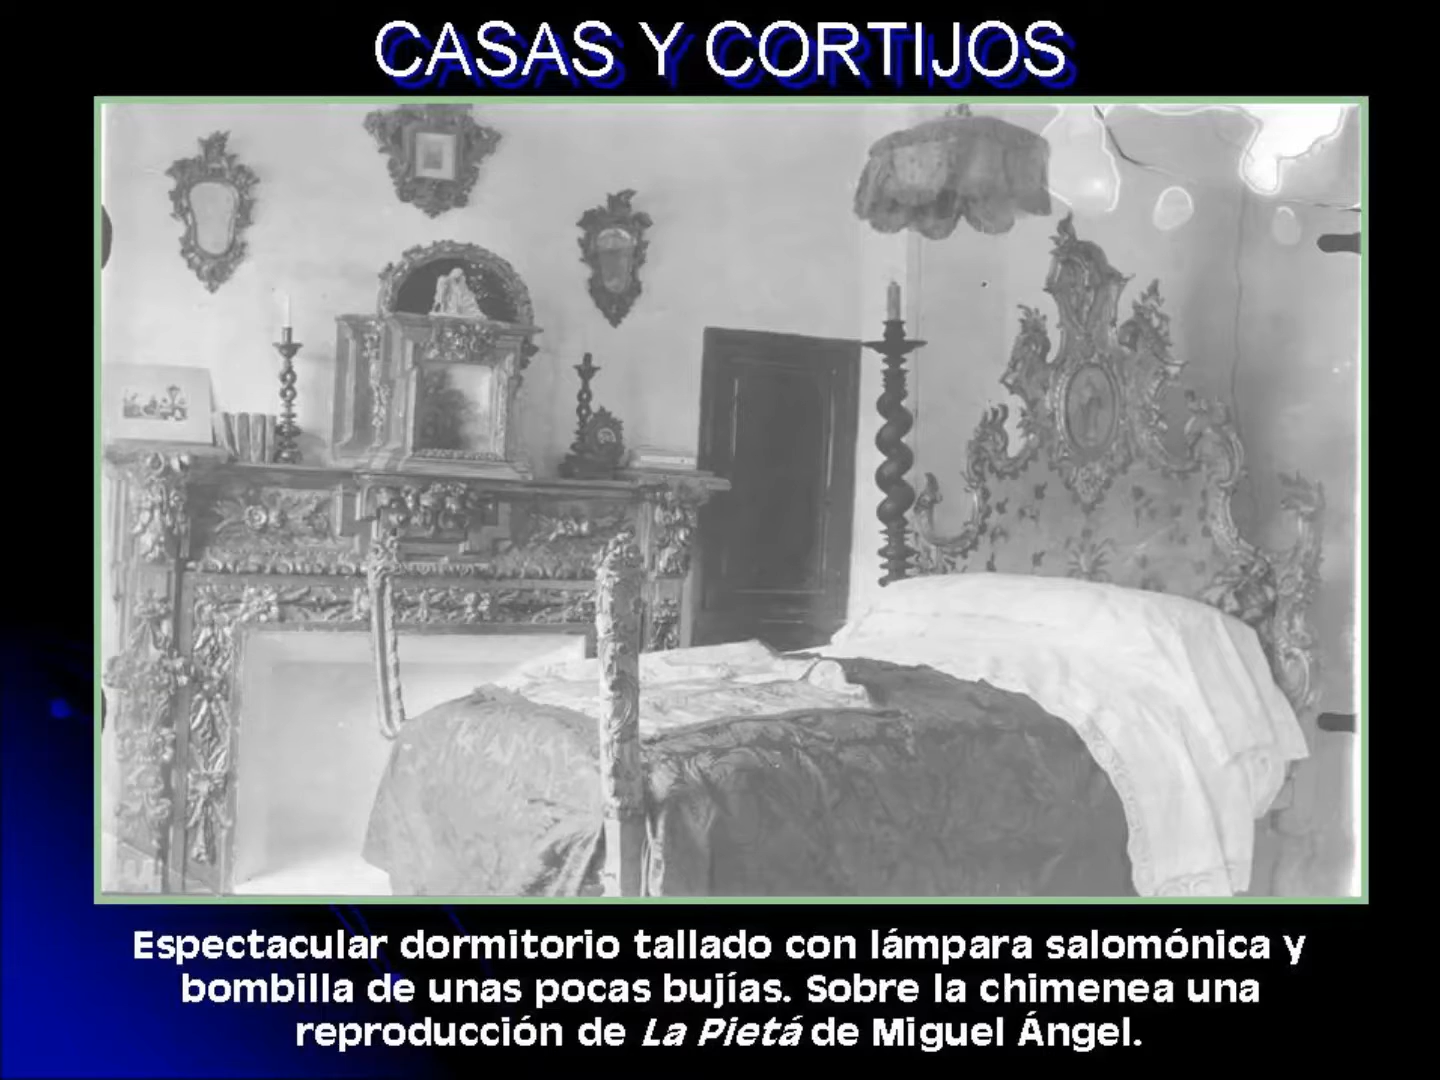 CASAS Y CORTIJOS
Espectacular dormitorio tallado con lámpara salomónica y
bombilla de unas pocas bujías. Sobre la chimenea una
reproducción de La Pietá de Miguel Ángel.